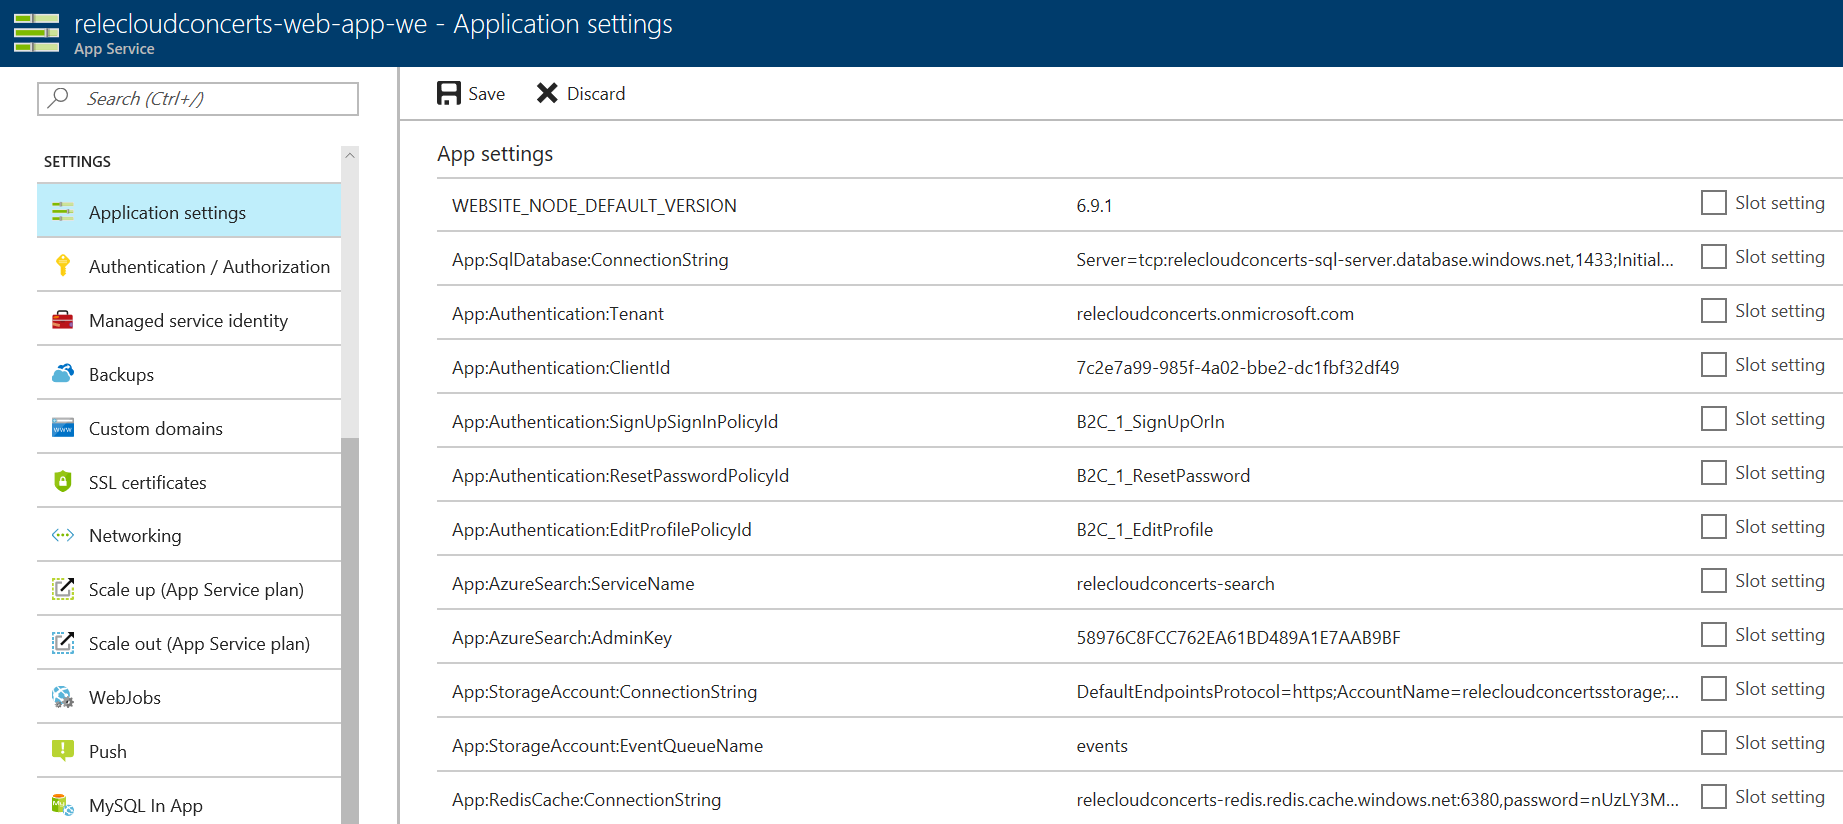 relecloudconcerts-web-app-we - Application settings
App Service
Search (Ctrl+/)
SETTINGS
Application settings
Authentication / Authorization
Managed service identity
Backups
Custom domains
SSL certificates
Networking
Scale up (App Service plan)
Scale out (App Service plan)
WebJobs
Push
MySQL In App
Save Discard
App settings
WEBSITE_NODE_DEFAULT_VERSION 6.9.1 Slot setting
App:SqlDatabase:ConnectionString Server=tcp:relecloudconcerts-sql-server.database.windows.net,1433;Initial... Slot setting
App:Authentication:Tenant relecloudconcerts.onmicrosoft.com Slot setting
App:Authentication:ClientId 7c2e7a99-985f-4a02-bbe2-dc1fbf32df49 Slot setting
App:Authentication:SignUpSignInPolicyId B2C_1_SignUpOrIn Slot setting
App:Authentication:ResetPasswordPolicyId B2C_1_ResetPassword Slot setting
App:Authentication:EditProfilePolicyId B2C_1_EditProfile Slot setting
App:AzureSearch:ServiceName relecloudconcerts-search Slot setting
App:AzureSearch:AdminKey 58976C8FCC762EA61BD489A1E7AAB9BF Slot setting
App:StorageAccount:ConnectionString DefaultEndpointsProtocol=https;AccountName=relecloudconcertsstorage;... Slot setting
App:StorageAccount:EventQueueName events Slot setting
App:RedisCache:ConnectionString relecloudconcerts-redis.redis.cache.windows.net:6380,password=nUzLY3M... Slot setting